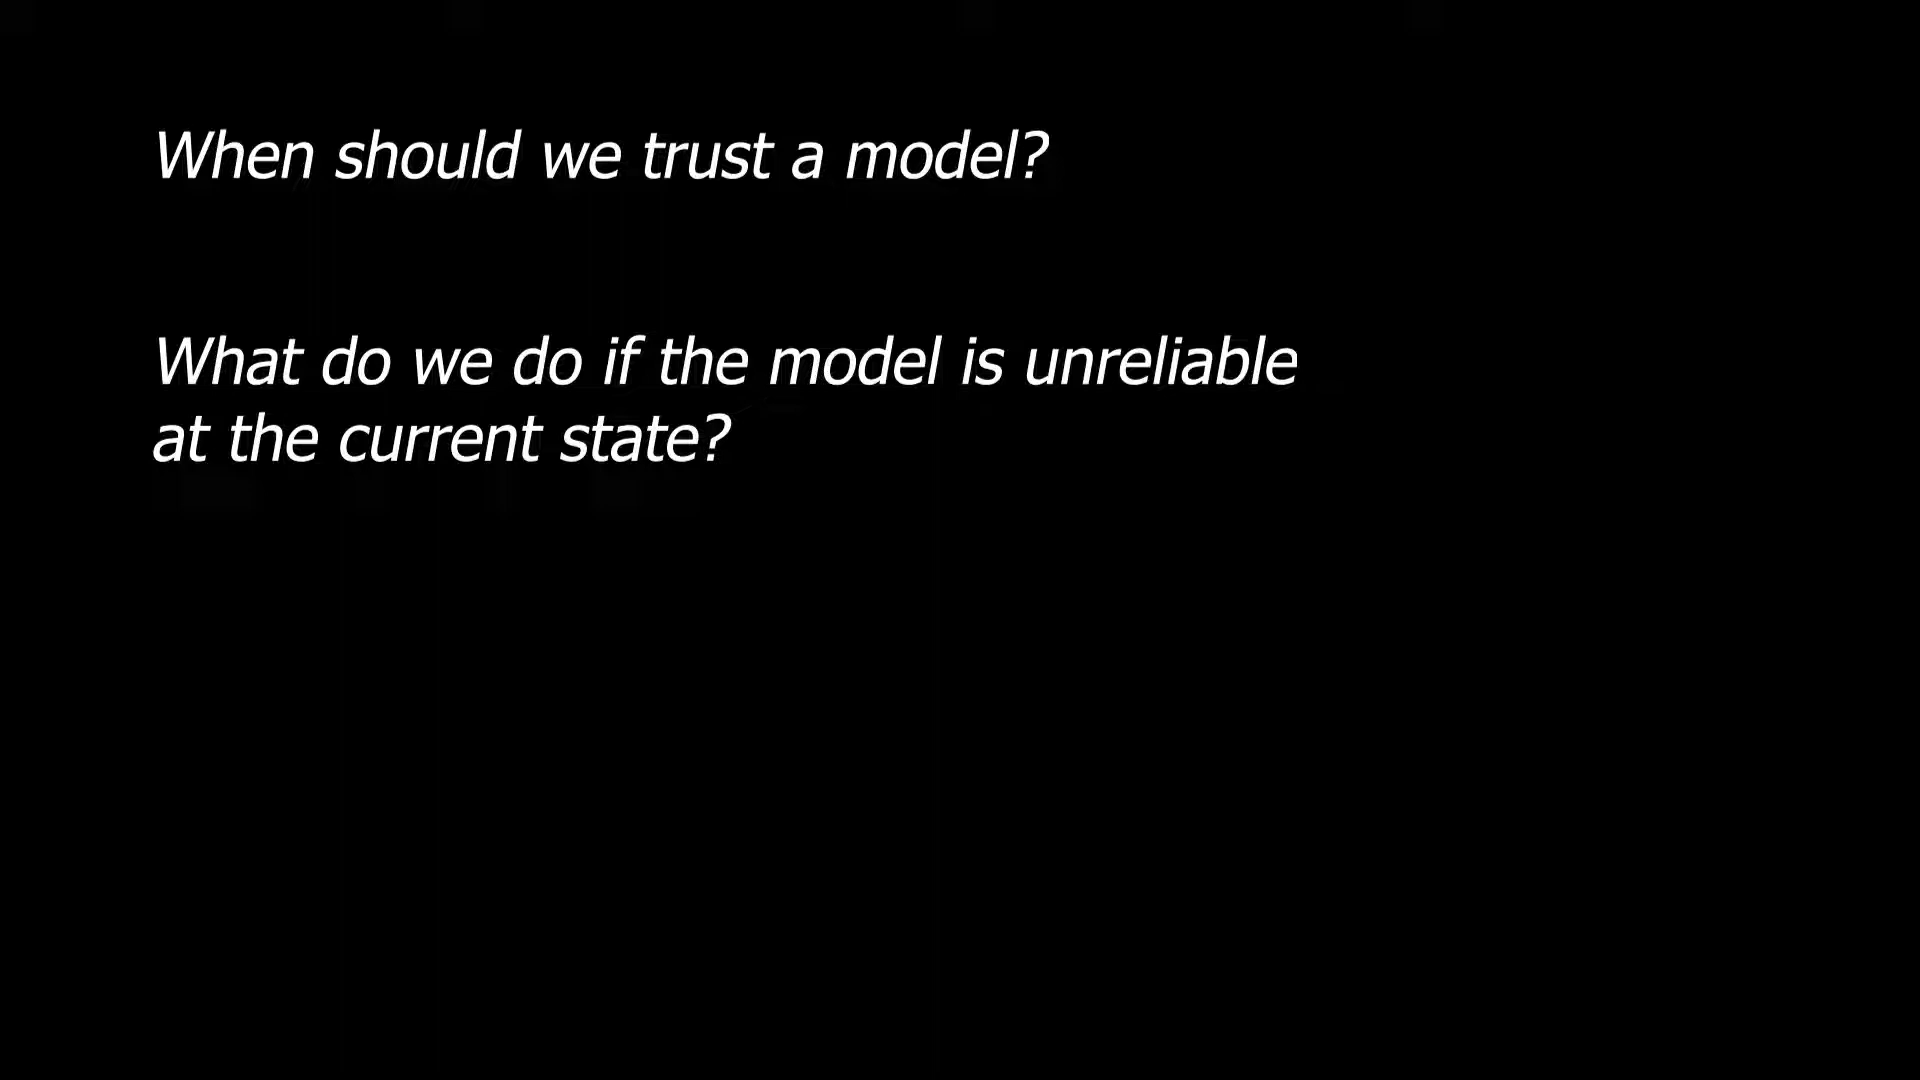 When should we trust a model?
What do we do if the model is unreliable
at the current state?